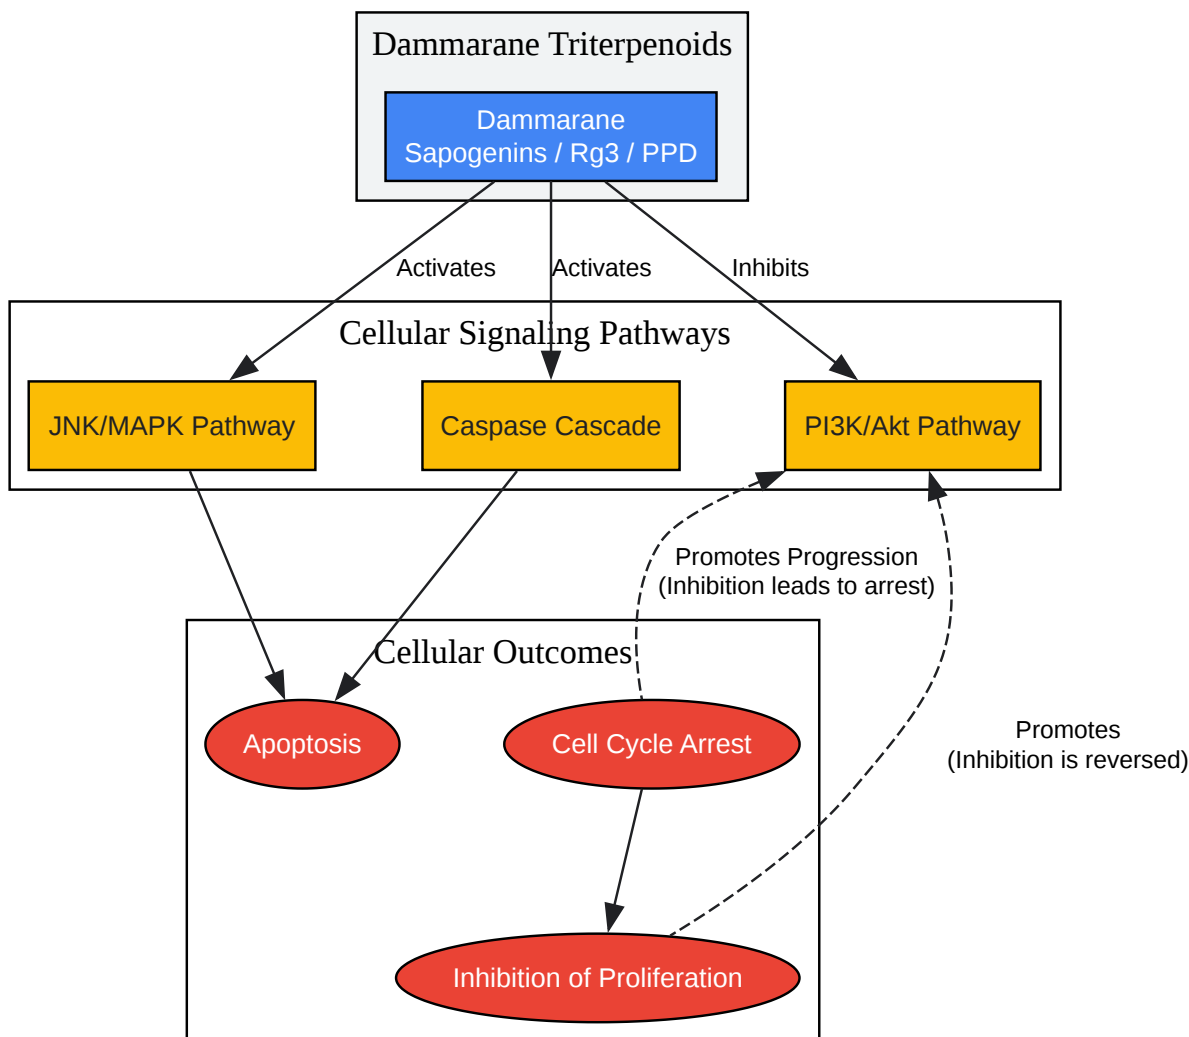 Dammarane Triterpenoids
Dammarane
Sapogenins / Rg3 / PPD
Activates
Activates
Inhibits
Cellular Signaling Pathways
JNK/MAPK Pathway
Caspase Cascade
PI3K/Akt Pathway
Promotes Progression
(Inhibition leads to arrest)
Cellular Outcomes
Promotes
(Inhibition is reversed)
Apoptosis
Cell Cycle Arrest
Inhibition of Proliferation